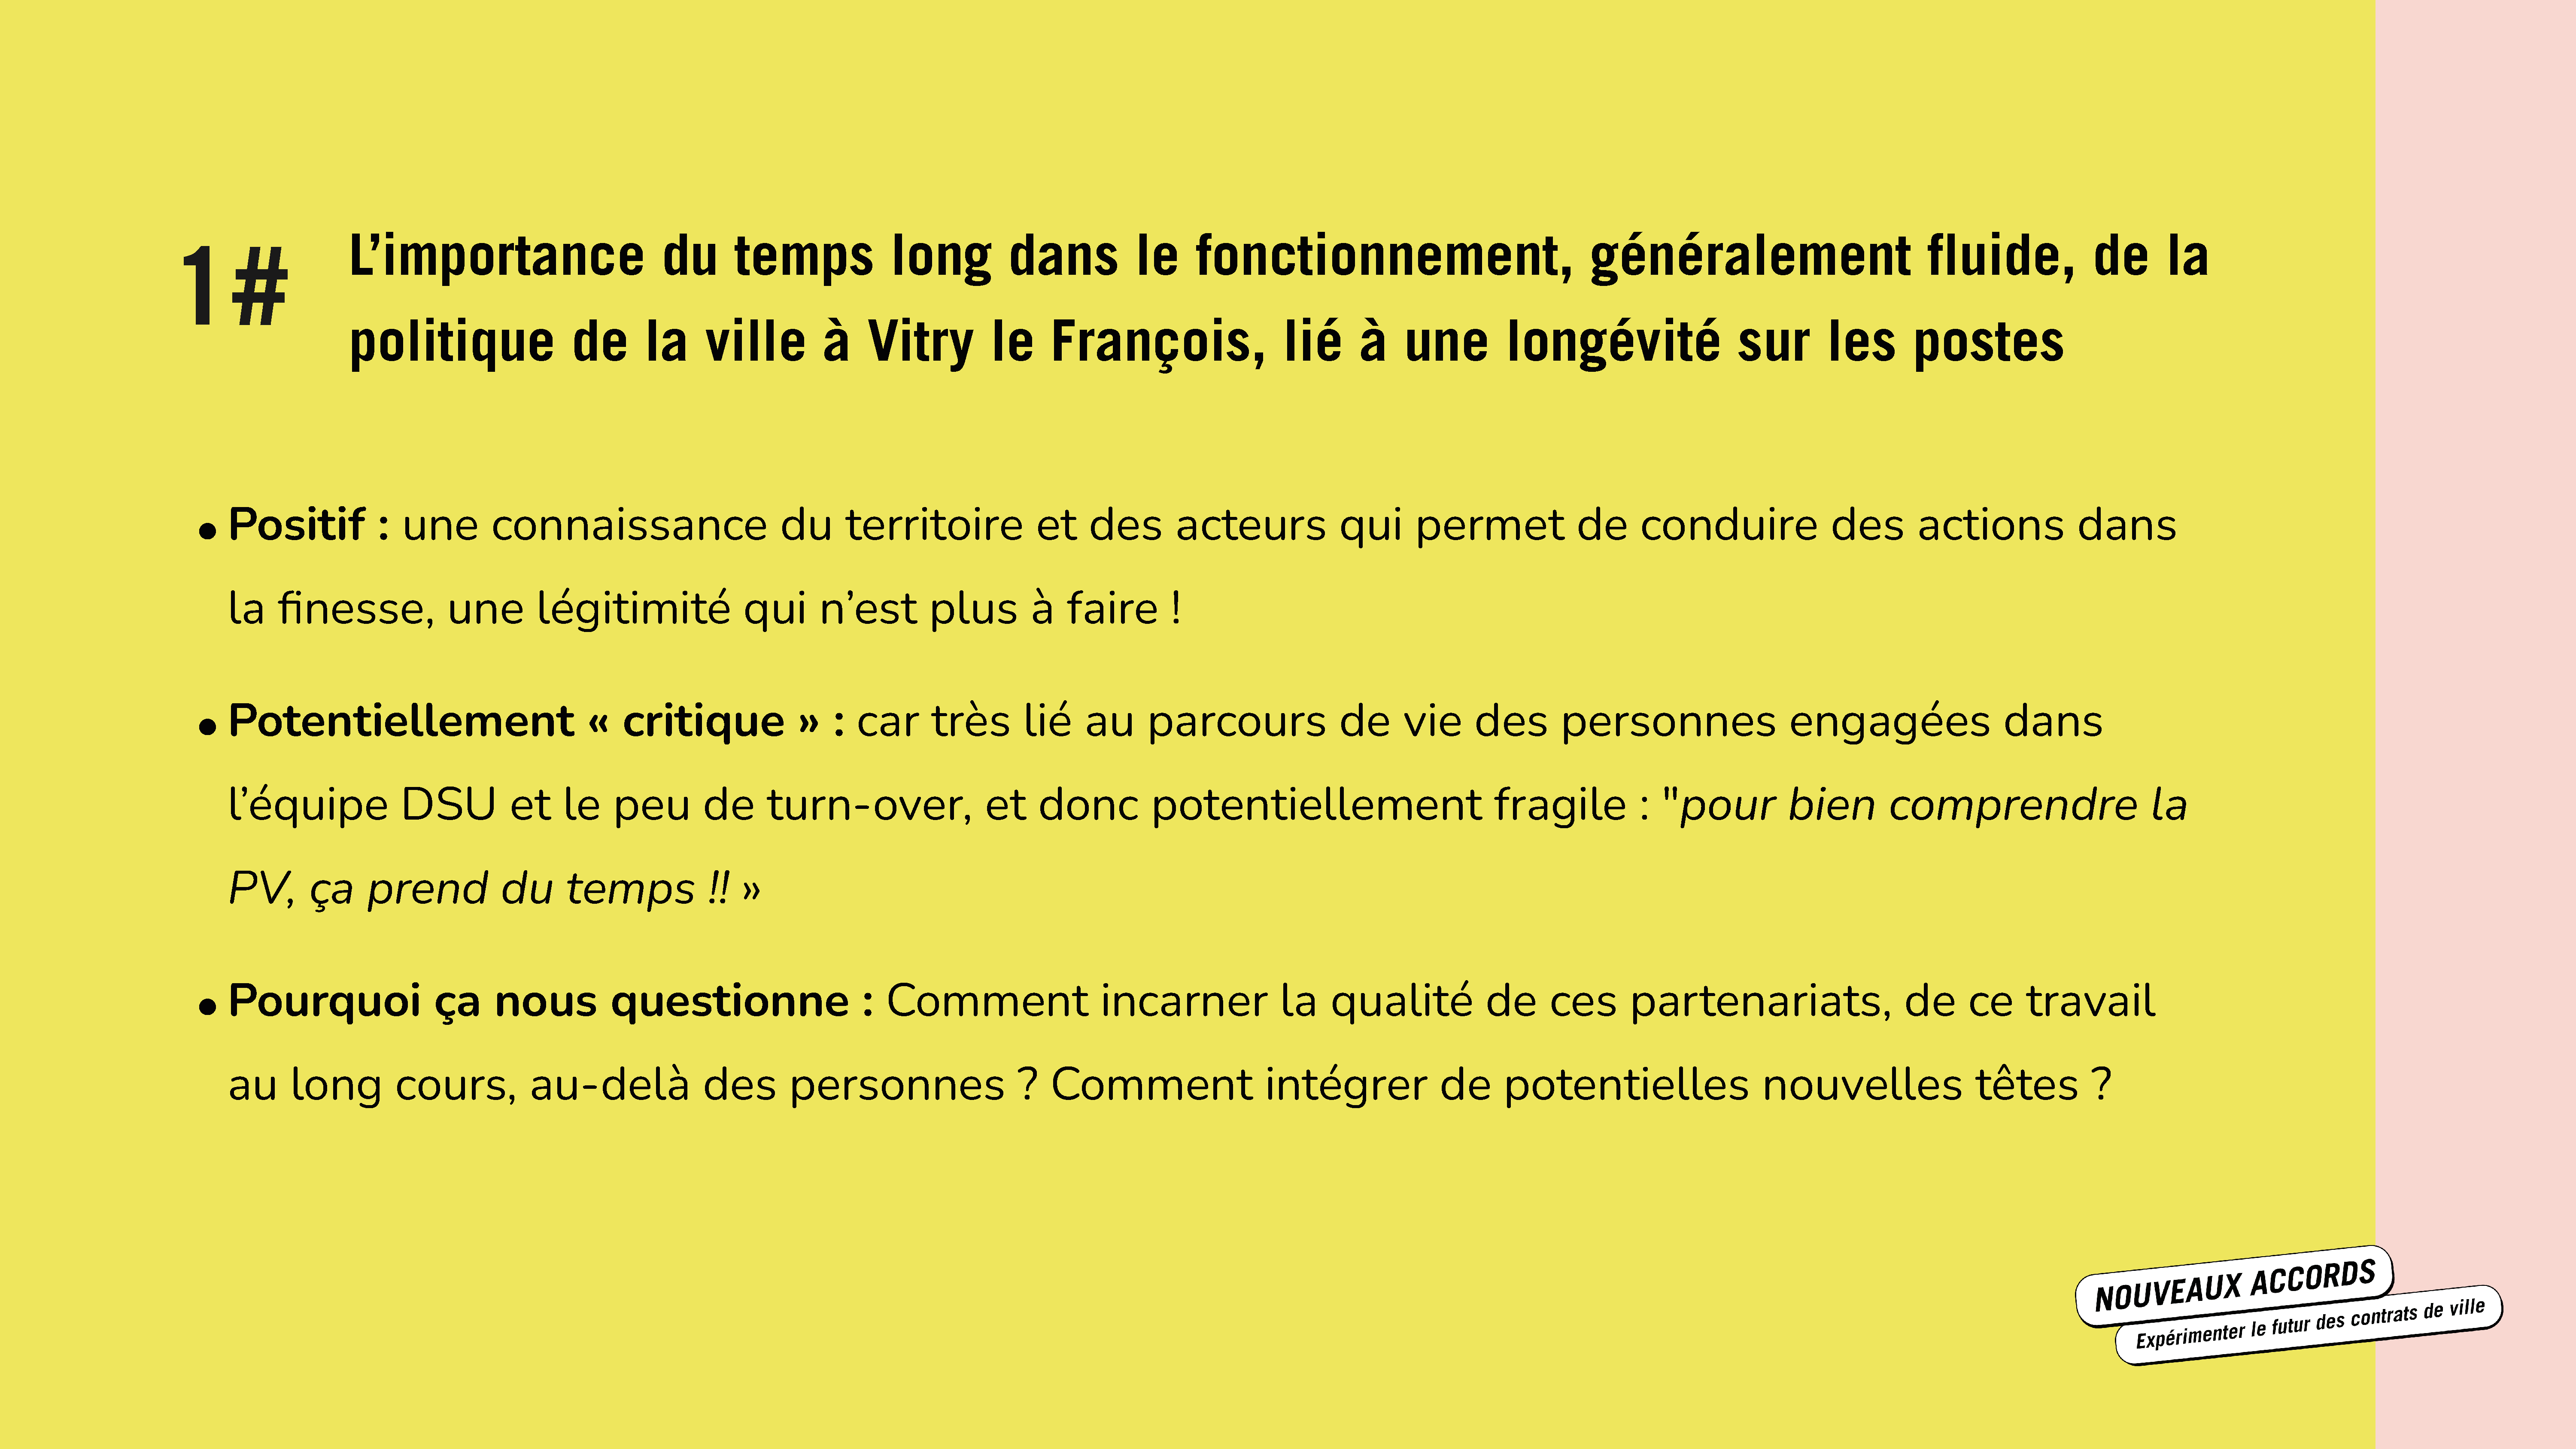 1# L’importance du temps long dans le fonctionnement, généralement fluide, de la
politique de la ville à Vitry le François, lié à une longévité sur les postes
• Positif : une connaissance du territoire et des acteurs qui permet de conduire des actions dans
la finesse, une légitimité qui n’est plus à faire !
• Potentiellement « critique » : car très lié au parcours de vie des personnes engagées dans
l’équipe DSU et le peu de turn-over, et donc potentiellement fragile : "pour bien comprendre la
PV, ça prend du temps !! »
• Pourquoi ça nous questionne : Comment incarner la qualité de ces partenariats, de ce travail
au long cours, au-delà des personnes ? Comment intégrer de potentielles nouvelles têtes ?
NOUVEAUX ACCORDS
Expérimenter le futur des contrats de ville